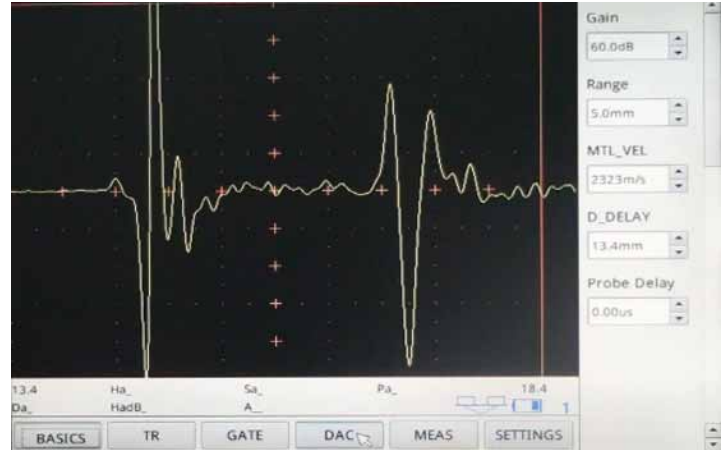 Gain
60.0dB
Range
5.0mm
MTL_VEL
2323m/s
D_DELAY
13.4mm
Probe Delay
0.00us
13.4 Ha_ Sa_ Pa_ 18.4
Da_ HadB_ A_ 1
BASICS TR GATE DAC MEAS SETTINGS